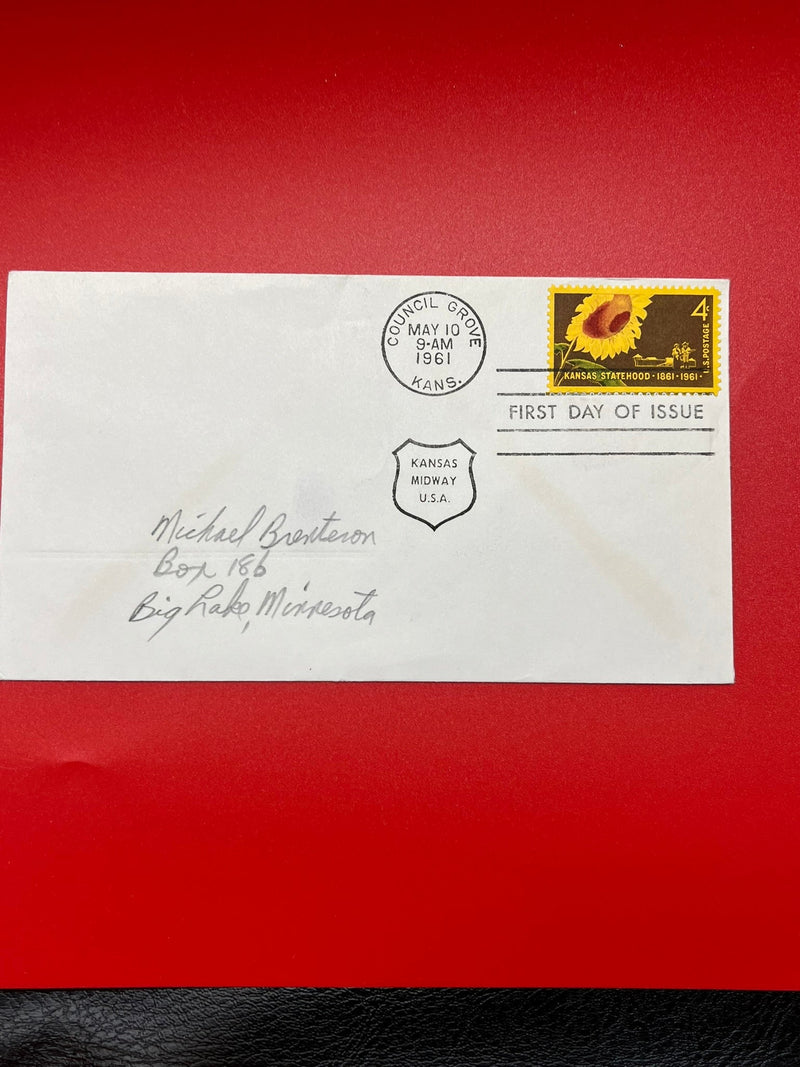 COUNCIL GROVE
MAY 10
9-AM
1961
KANS.
4c
U.S. POSTAGE
KANSAS STATEHOOD · 1861 · 1961 ·
FIRST DAY OF ISSUE
KANSAS
MIDWAY
U.S.A.
Michael Brenteson
Box 186
Big Lake, Minnesota